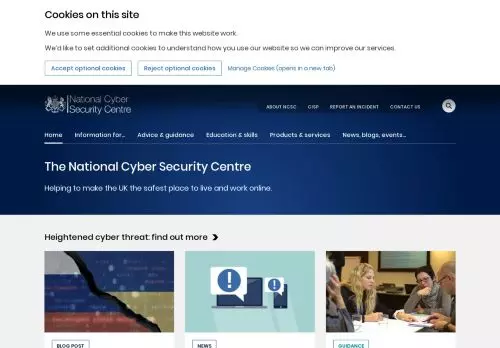 Cookies on this site
We use some essential cookies to make this website work.
We'd like to set additional cookies to understand how you use our website so we can improve our services.
Accept optional cookies
Reject optional cookies
Manage Cookies (opens in a new tab)
National Cyber
Security Centre
ABOUT NCSC
CISP
REPORT AN INCIDENT
CONTACT US
Home
Information for...
Advice & guidance
Education & skills
Products & services
News, blogs, events...
The National Cyber Security Centre
Helping to make the UK the safest place to live and work online.
Heightened cyber threat: find out more
BLOG POST
NEWS
GUIDANCE